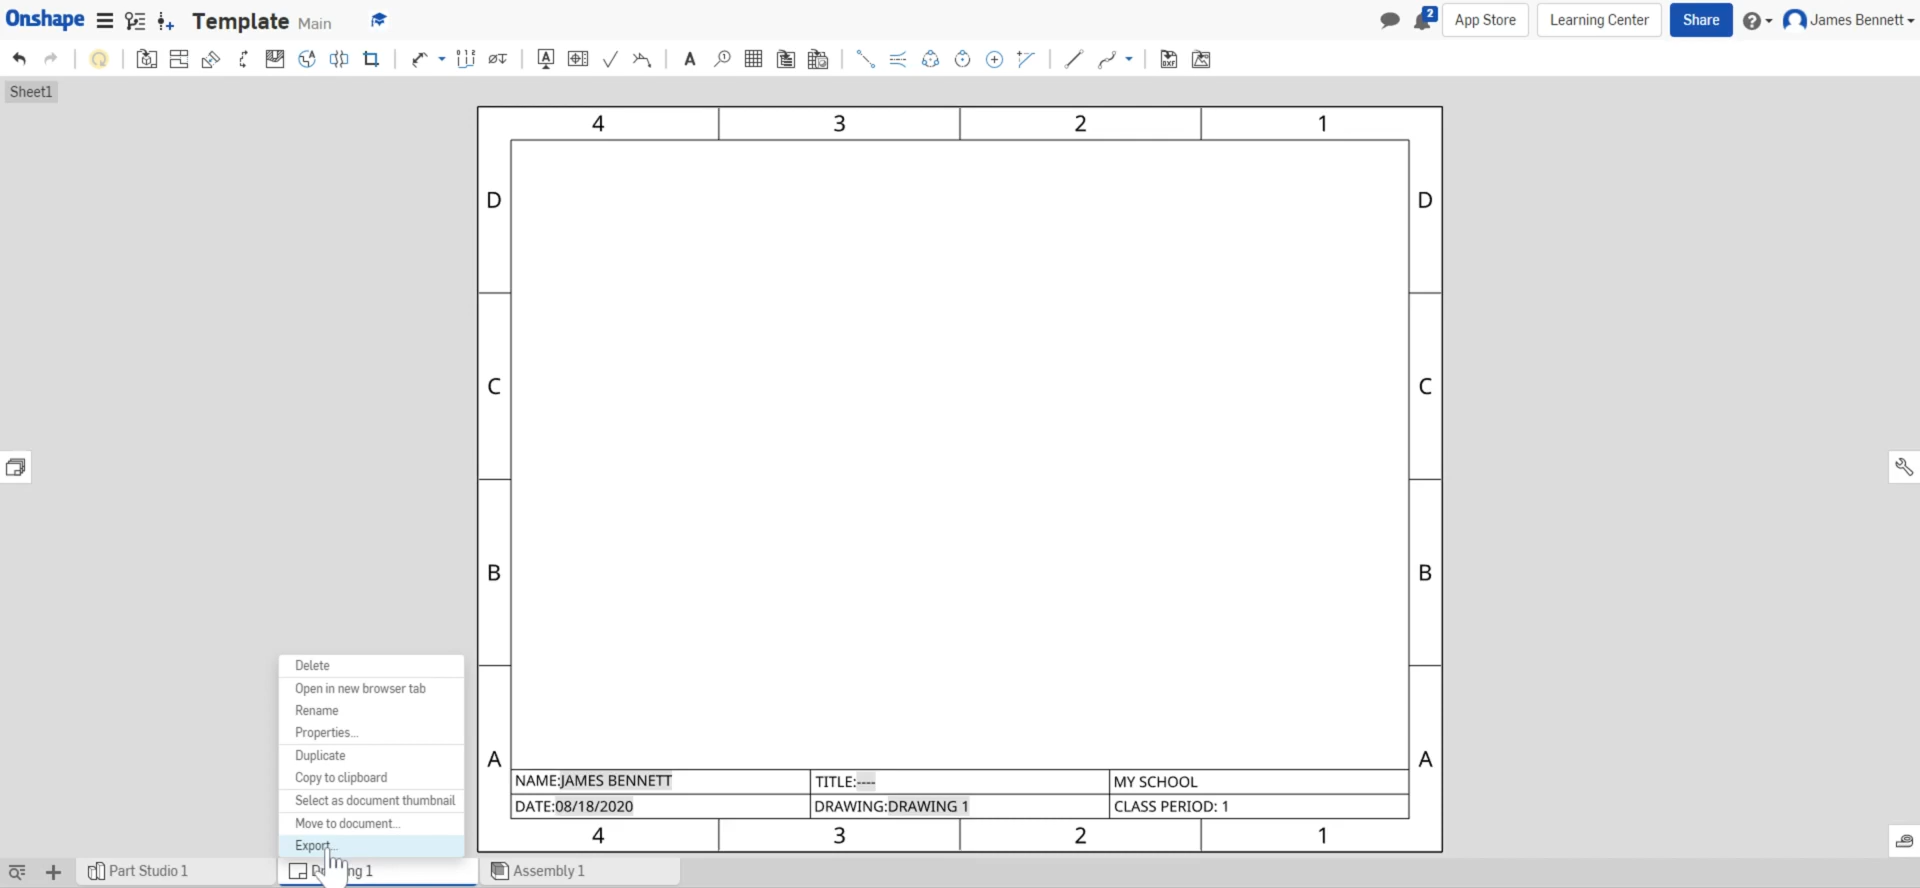 Onshape Template Main 2 App Store Learning Center Share James Bennett
Sheet1
4 3 2 1
D D
C C
B B
Delete
Open in new browser tab
Rename
Properties...
Duplicate
A A
Copy to clipboard
NAME:JAMES BENNETT TITLE:---- MY SCHOOL
Select as document thumbnail
DATE:08/18/2020 DRAWING:DRAWING 1 CLASS PERIOD: 1
Move to document...
4 3 2 1
Export...
Part Studio 1 Drawing 1 Assembly 1